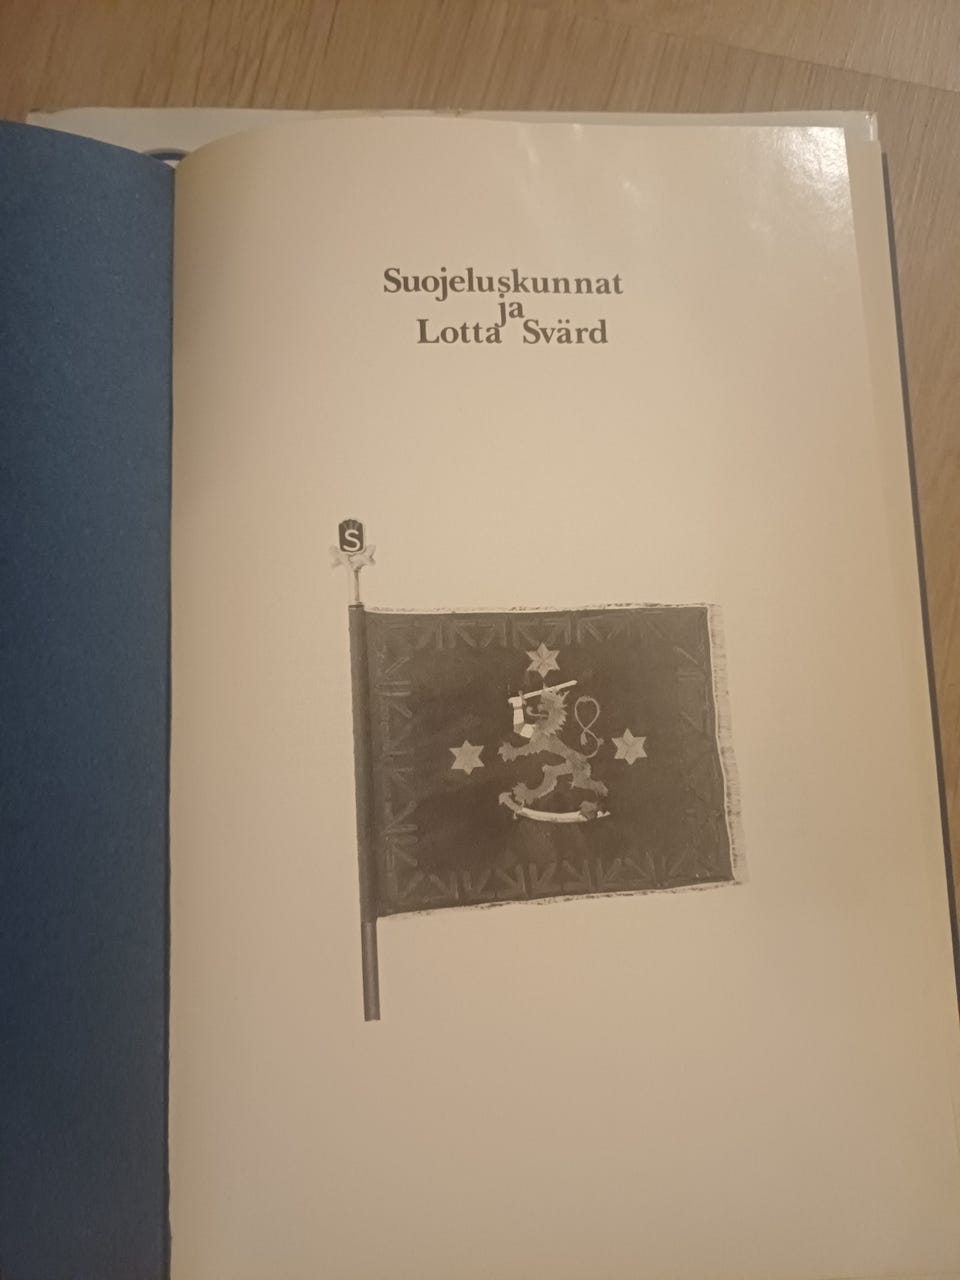 Suojeluskunnat
ja
Lotta Svärd
S